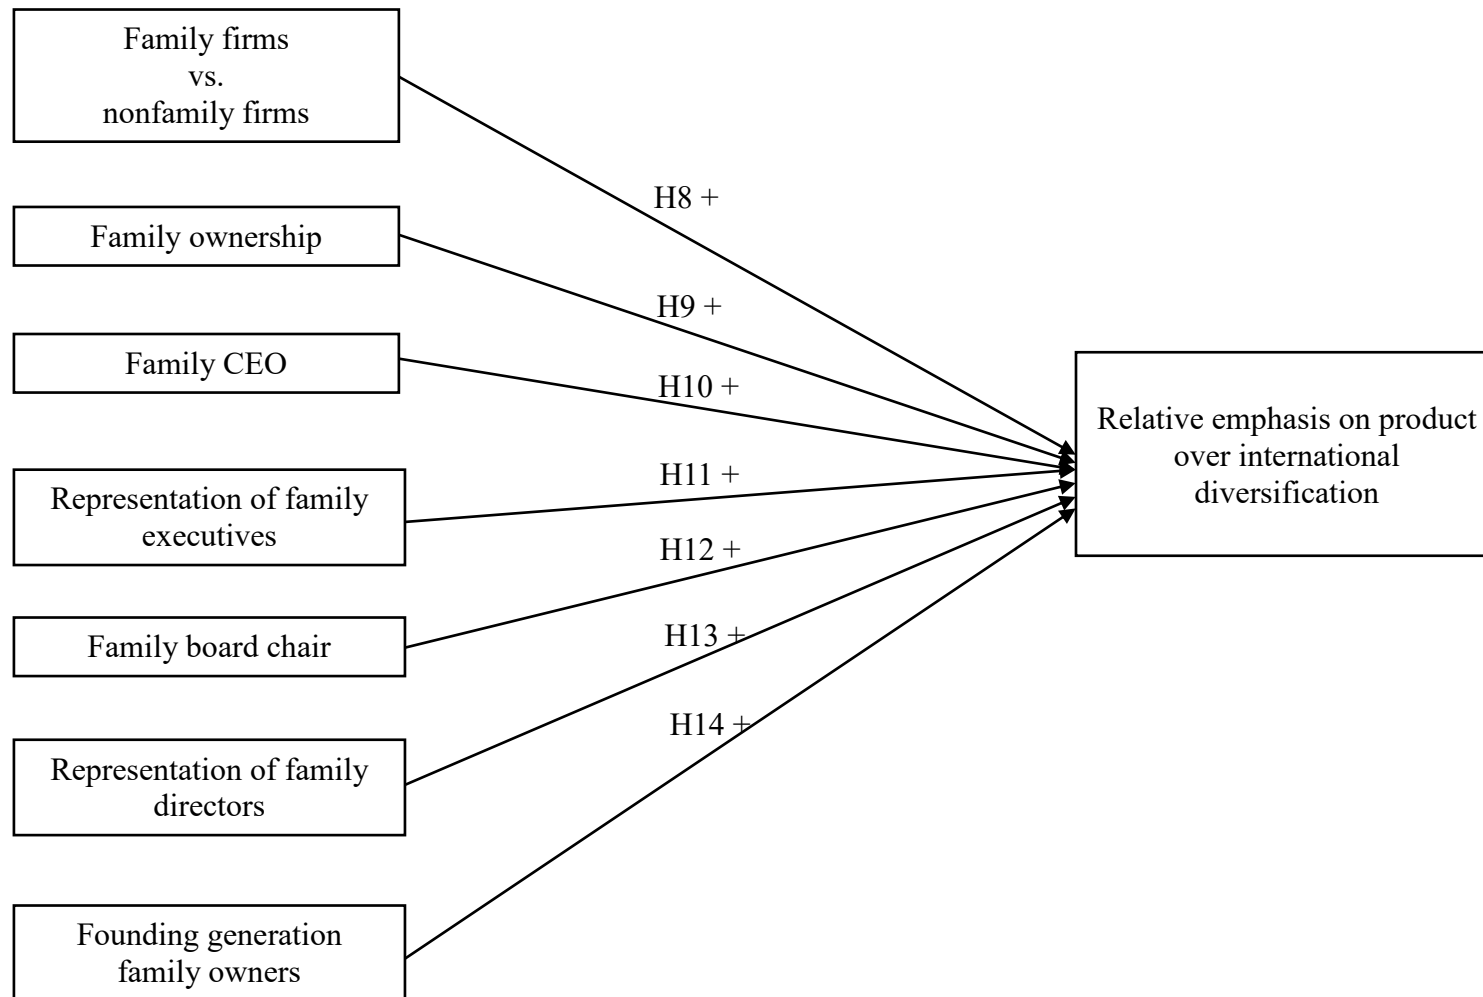 Family firms
vs.
nonfamily firms
H8 +
Family ownership
H9 +
Family CEO
H10 +
Relative emphasis on product
over international
diversification
Representation of family
executives
H11 +
H12 +
Family board chair
H13 +
Representation of family
directors
H14 +
Founding generation
family owners